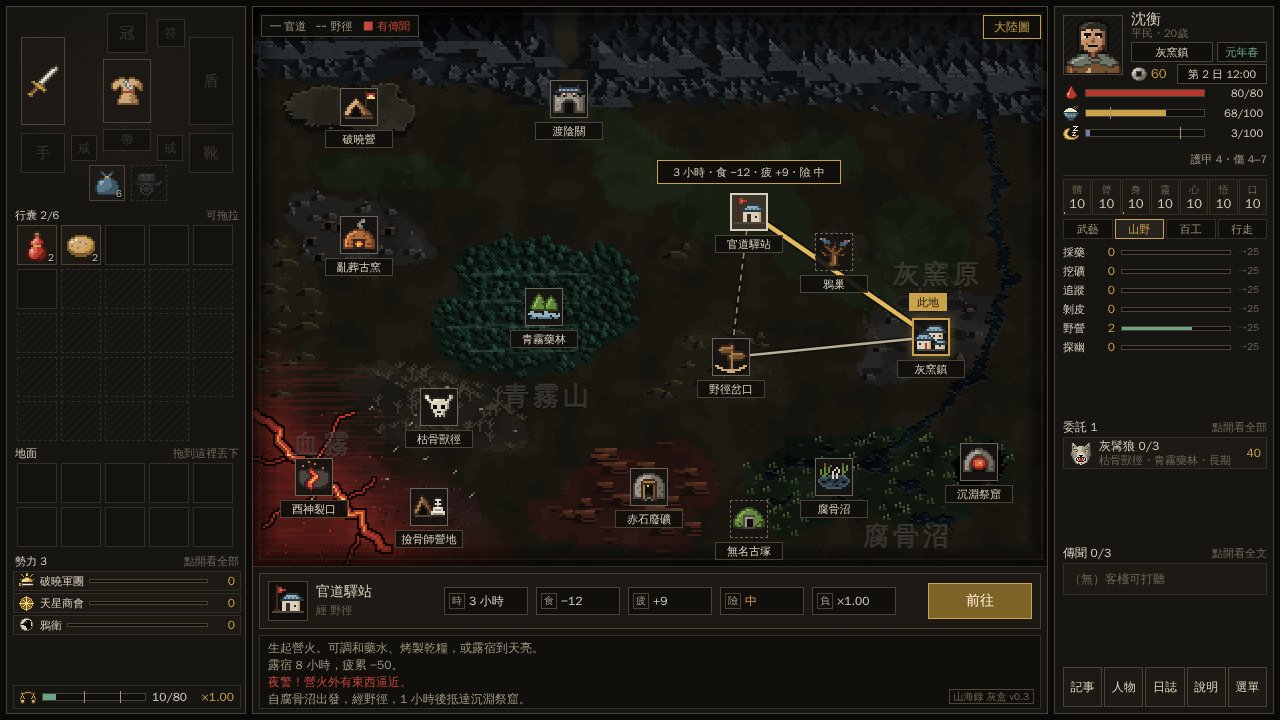 冠
符
盾
手
戒
帶
戒
靴
6
行囊 2/6
可拖拉
2
2
地面
拖到這裡丟下
勢力 3
點開看全部
破曉軍團
0
天星商會
0
鴉衛
0
10/80
×1.00
一 官道 -- 野徑 ■ 有傳聞
大陸圖
破曉營
渡陰關
3 小時 · 食 −12 · 疲 +9 · 險 中
官道驛站
亂葬古窯
鴉巢
灰窯原
此地
青霧藥林
灰窯鎮
野徑岔口
青霧山
枯骨獸徑
血霧
酉神裂口
撿骨師營地
赤石廢礦
腐骨沼
沉淵祭窟
無名古塚
腐骨沼
官道驛站
經 野徑
時 3 小時
食 −12
疲 +9
險 中
負 ×1.00
前往
生起營火。可調和藥水、烤製乾糧，或露宿到天亮。
露宿 8 小時，疲累 −50。
夜警！營火外有東西逼近。
自腐骨沼出發，經野徑，1 小時後抵達沉淵祭窟。
山海錄 灰盒 v0.3
沈衡
平民 · 20歲
灰窯鎮
元年春
60
第 2 日 12:00
80/80
68/100
3/100
護甲 4 · 傷 4–7
體
臂
身
靈
心
悟
口
10
10
10
10
10
10
10
武藝
山野
百工
行走
採藥 0 →25
挖礦 0 →25
追蹤 0 →25
剝皮 0 →25
野營 2 →25
探幽 0 →25
委託 1
點開看全部
灰髯狼 0/3
枯骨獸徑 · 青霧藥林 · 長期
40
傳聞 0/3
點開看全文
（無）客棧可打聽
記事
人物
日誌
說明
選單